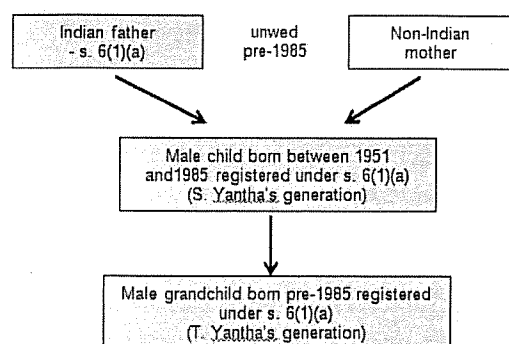 Indian father
- s. 6(1)(a)
unwed
pre-1985
Non-Indian
mother
Male child born between 1951
and1985 registered under s. 6(1)(a)
(S. Yantha's generation)
Male grandchild born pre-1985 registered
under s. 6(1)(a)
(T. Yantha's generation)